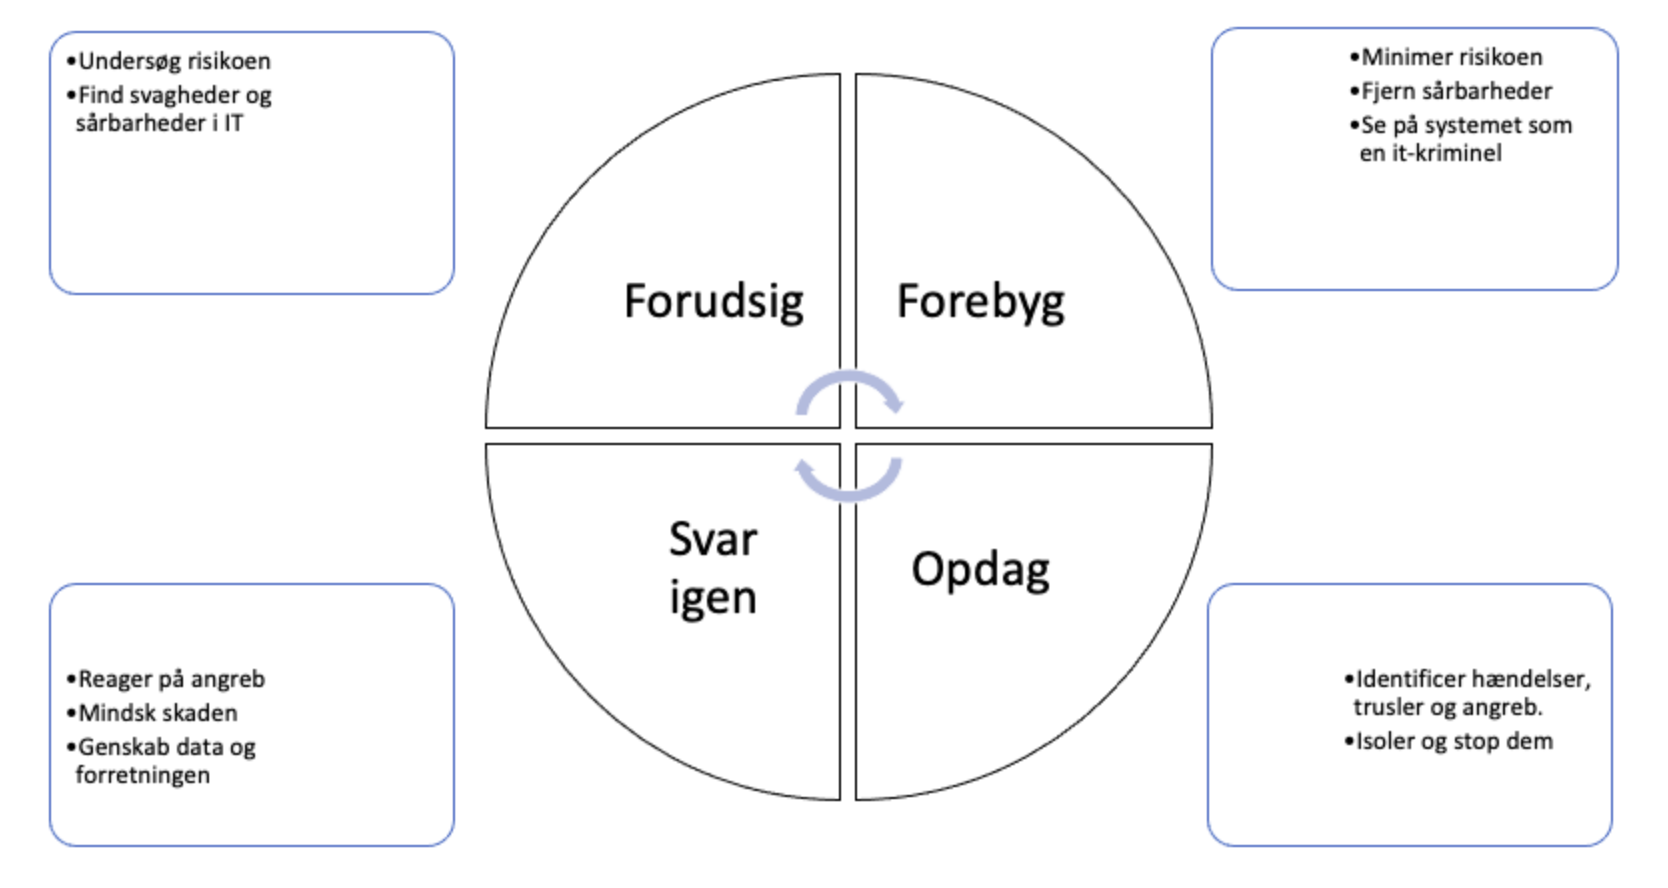 •Undersøg risikoen
•Find svagheder og
sårbarheder i IT
•Minimer risikoen
•Fjern sårbarheder
•Se på systemet som
en it-kriminel
Forudsig
Forebyg
Svar
igen
Opdag
•Reager på angreb
•Mindsk skaden
•Genskab data og
forretningen
•Identificer hændelser,
trusler og angreb.
•Isoler og stop dem